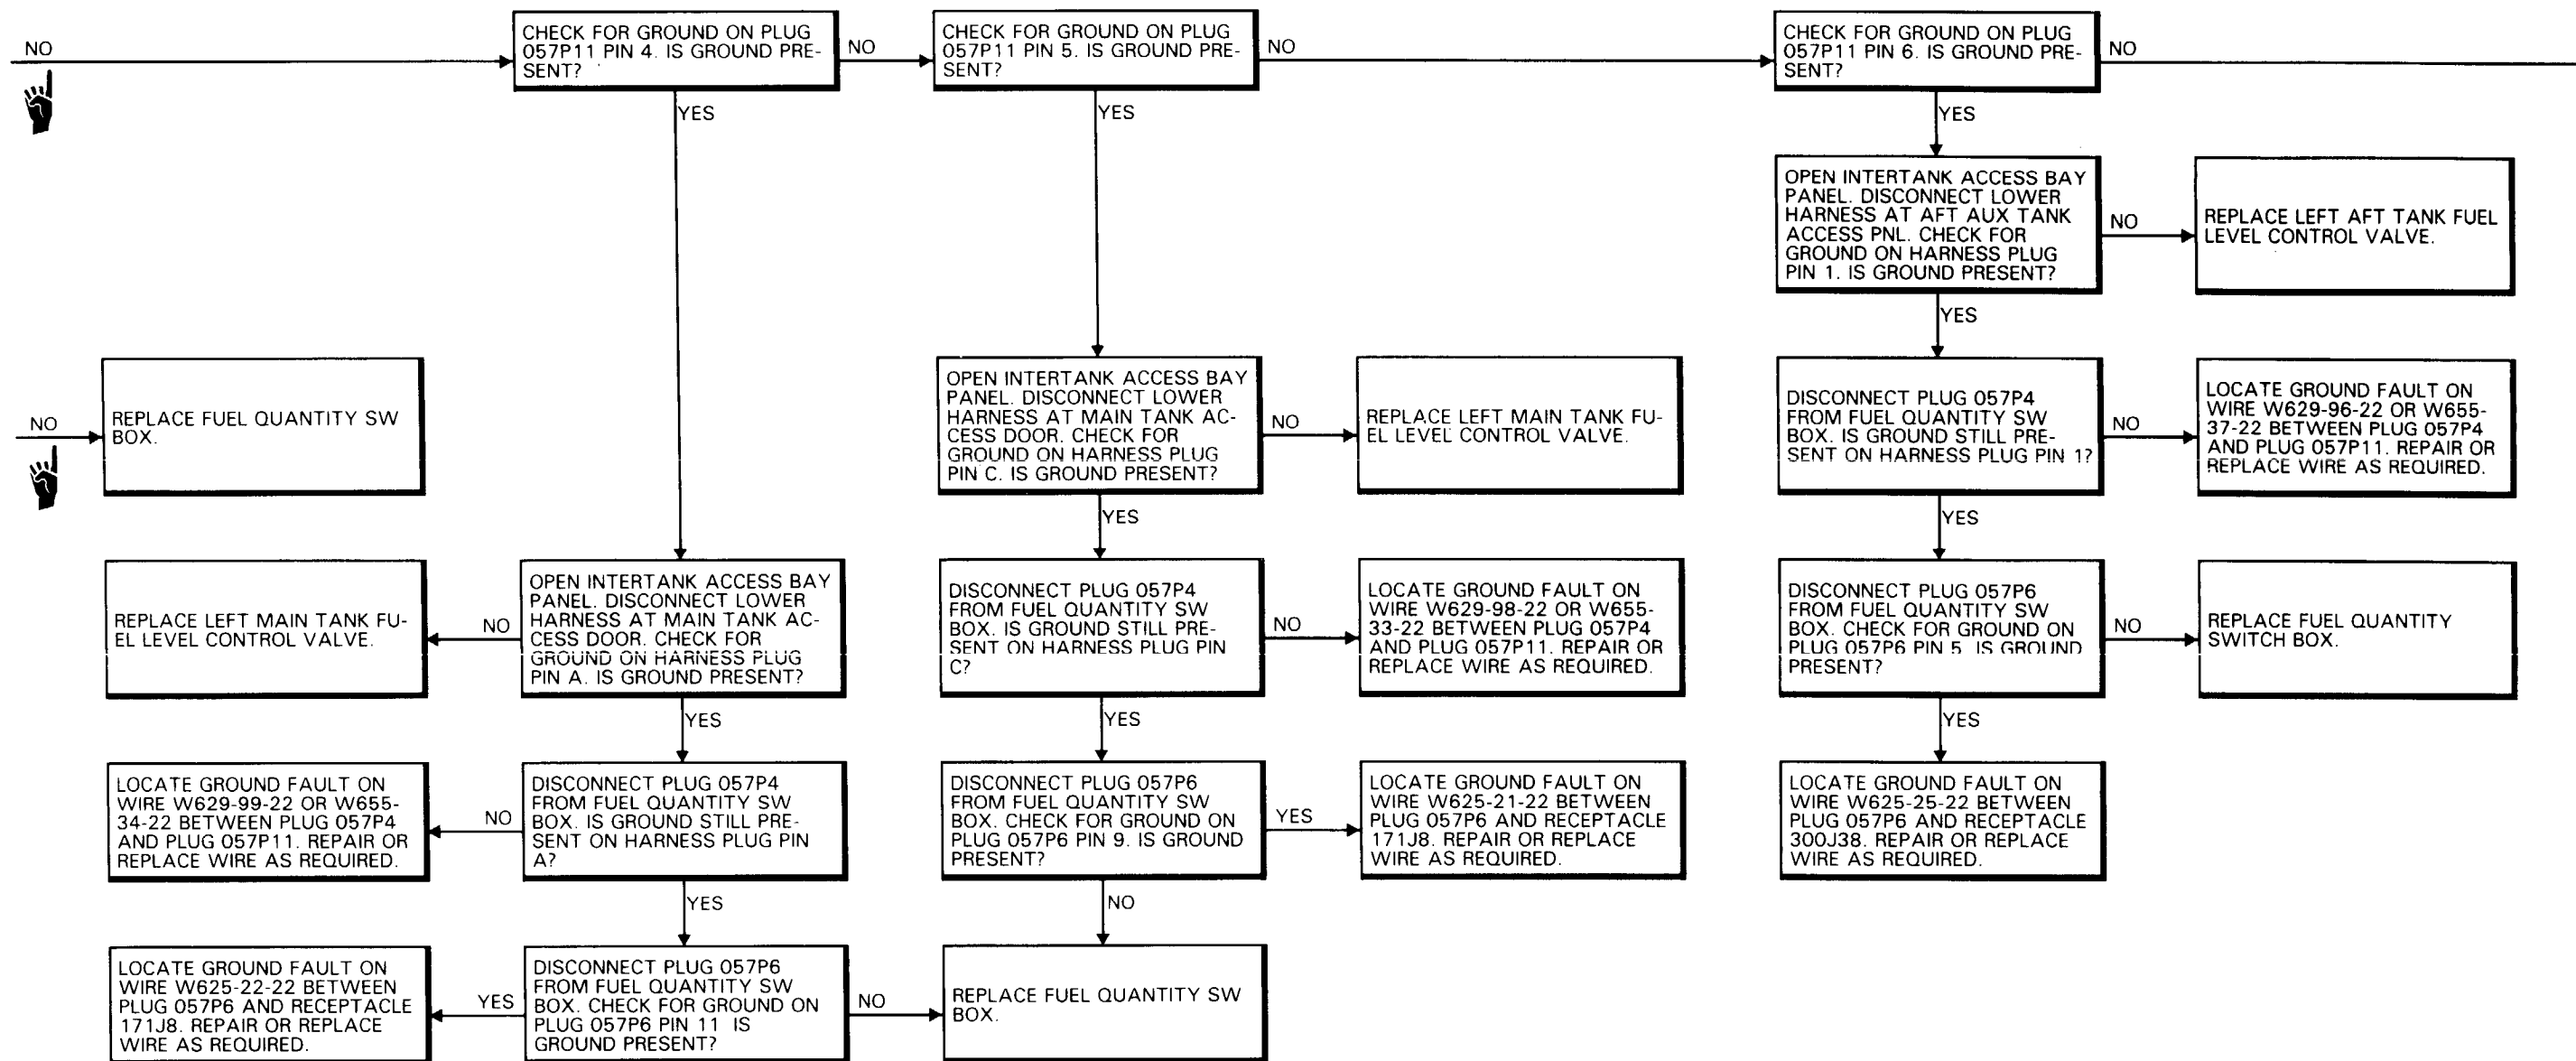 NO
CHECK FOR GROUND ON PLUG
057P11 PIN 4. IS GROUND PRE-
SENT?
NO
CHECK FOR GROUND ON PLUG
057P11 PIN 5. IS GROUND PRE-
SENT?
NO
CHECK FOR GROUND ON PLUG
057P11 PIN 6. IS GROUND PRE-
SENT?
NO
YES
YES
YES
OPEN INTERTANK ACCESS BAY
PANEL. DISCONNECT LOWER
HARNESS AT AFT AUX TANK
ACCESS PNL. CHECK FOR
GROUND ON HARNESS PLUG
PIN 1. IS GROUND PRESENT?
NO
REPLACE LEFT AFT TANK FUEL
LEVEL CONTROL VALVE.
YES
NO
REPLACE FUEL QUANTITY SW
BOX.
OPEN INTERTANK ACCESS BAY
PANEL. DISCONNECT LOWER
HARNESS AT MAIN TANK AC-
CESS DOOR. CHECK FOR
GROUND ON HARNESS PLUG
PIN C. IS GROUND PRESENT?
NO
REPLACE LEFT MAIN TANK FU-
EL LEVEL CONTROL VALVE.
DISCONNECT PLUG 057P4
FROM FUEL QUANTITY SW
BOX. IS GROUND STILL PRE-
SENT ON HARNESS PLUG PIN 1?
NO
LOCATE GROUND FAULT ON
WIRE W629-96-22 OR W655-
37-22 BETWEEN PLUG 057P4
AND PLUG 057P11. REPAIR OR
REPLACE WIRE AS REQUIRED.
YES
YES
REPLACE LEFT MAIN TANK FU-
EL LEVEL CONTROL VALVE.
NO
OPEN INTERTANK ACCESS BAY
PANEL. DISCONNECT LOWER
HARNESS AT MAIN TANK AC-
CESS DOOR. CHECK FOR
GROUND ON HARNESS PLUG
PIN A. IS GROUND PRESENT?
DISCONNECT PLUG 057P4
FROM FUEL QUANTITY SW
BOX. IS GROUND STILL PRE-
SENT ON HARNESS PLUG PIN
C?
NO
LOCATE GROUND FAULT ON
WIRE W629-98-22 OR W655-
33-22 BETWEEN PLUG 057P4
AND PLUG 057P11. REPAIR OR
REPLACE WIRE AS REQUIRED.
DISCONNECT PLUG 057P6
FROM FUEL QUANTITY SW
BOX. CHECK FOR GROUND ON
PLUG 057P6 PIN 5 IS GROUND
PRESENT?
NO
REPLACE FUEL QUANTITY
SWITCH BOX.
YES
YES
YES
LOCATE GROUND FAULT ON
WIRE W629-99-22 OR W655-
34-22 BETWEEN PLUG 057P4
AND PLUG 057P11. REPAIR OR
REPLACE WIRE AS REQUIRED.
NO
DISCONNECT PLUG 057P4
FROM FUEL QUANTITY SW
BOX. IS GROUND STILL PRE-
SENT ON HARNESS PLUG PIN
A?
DISCONNECT PLUG 057P6
FROM FUEL QUANTITY SW
BOX. CHECK FOR GROUND ON
PLUG 057P6 PIN 9. IS GROUND
PRESENT?
YES
LOCATE GROUND FAULT ON
WIRE W625-21-22 BETWEEN
PLUG 057P6 AND RECEPTACLE
171J8. REPAIR OR REPLACE
WIRE AS REQUIRED.
LOCATE GROUND FAULT ON
WIRE W625-25-22 BETWEEN
PLUG 057P6 AND RECEPTACLE
300J38. REPAIR OR REPLACE
WIRE AS REQUIRED.
YES
NO
LOCATE GROUND FAULT ON
WIRE W625-22-22 BETWEEN
PLUG 057P6 AND RECEPTACLE
171J8. REPAIR OR REPLACE
WIRE AS REQUIRED.
YES
DISCONNECT PLUG 057P6
FROM FUEL QUANTITY SW
BOX. CHECK FOR GROUND ON
PLUG 057P6 PIN 11 IS
GROUND PRESENT?
NO
REPLACE FUEL QUANTITY SW
BOX.